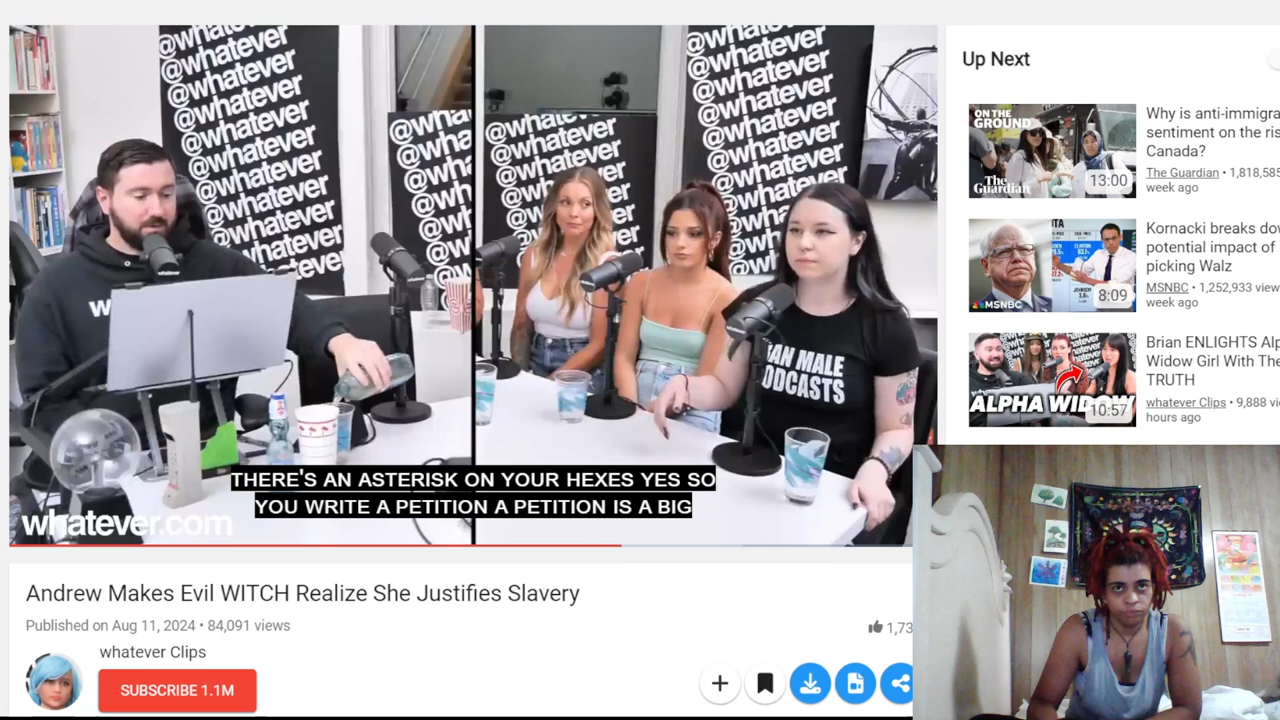 @whatever
THERE'S AN ASTERISK ON YOUR HEXES YES SO
YOU WRITE A PETITION A PETITION IS A BIG
whatever.com
MALE
PODCASTS
Andrew Makes Evil WITCH Realize She Justifies Slavery
Published on Aug 11, 2024 • 84,091 views
1,73
whatever Clips
SUBSCRIBE 1.1M
Up Next
ON THE
GROUND
The
Guardian
13:00
Why is anti-immigra
sentiment on the ris
Canada?
The Guardian • 1,818,585
week ago
MSNBC
8:09
Kornacki breaks dow
potential impact of
picking Walz
MSNBC • 1,252,933 view
week ago
ALPHA WIDOW
10:57
Brian ENLIGHTS Alp
Widow Girl With The
TRUTH
whatever Clips • 9,888 vi
hours ago